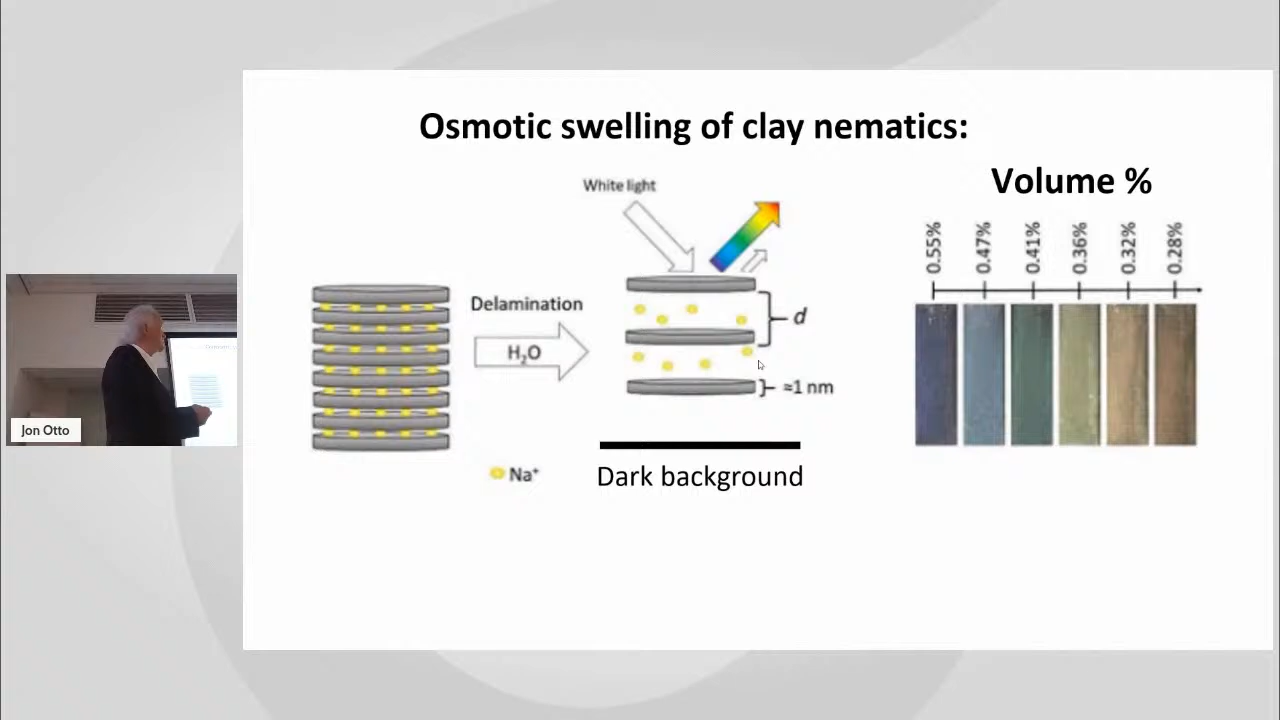 Osmotic swelling of clay nematics:
Volume %
White light
0.55%
0.47%
0.41%
0.36%
0.32%
0.28%
Delamination
H₂O
d
≈1 nm
Na⁺
Dark background
Jon Otto